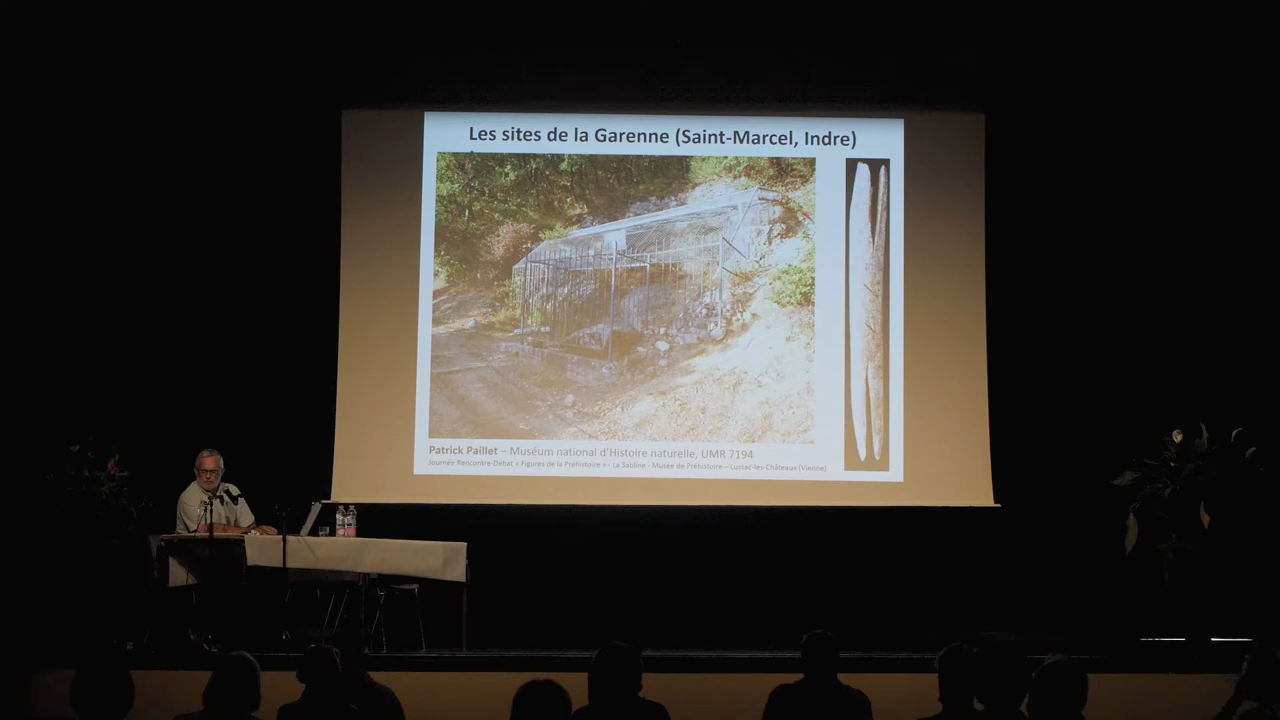 Les sites de la Garenne (Saint-Marcel, Indre)
Patrick Paillet – Muséum national d'Histoire naturelle, UMR 7194
Journée Rencontre-Débat « Figures de la Préhistoire » - La Sabline - Musée de Préhistoire – Lussac-les-Châteaux (Vienne)